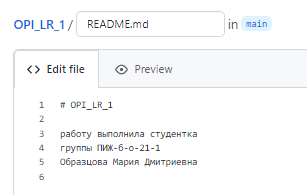 OPI_LR_1 / README.md in main
Edit file Preview
1 # OPI_LR_1
2
3 работу выполнила студентка
4 группы ПИЖ-б-о-21-1
5 Образцова Мария Дмитриевна
6